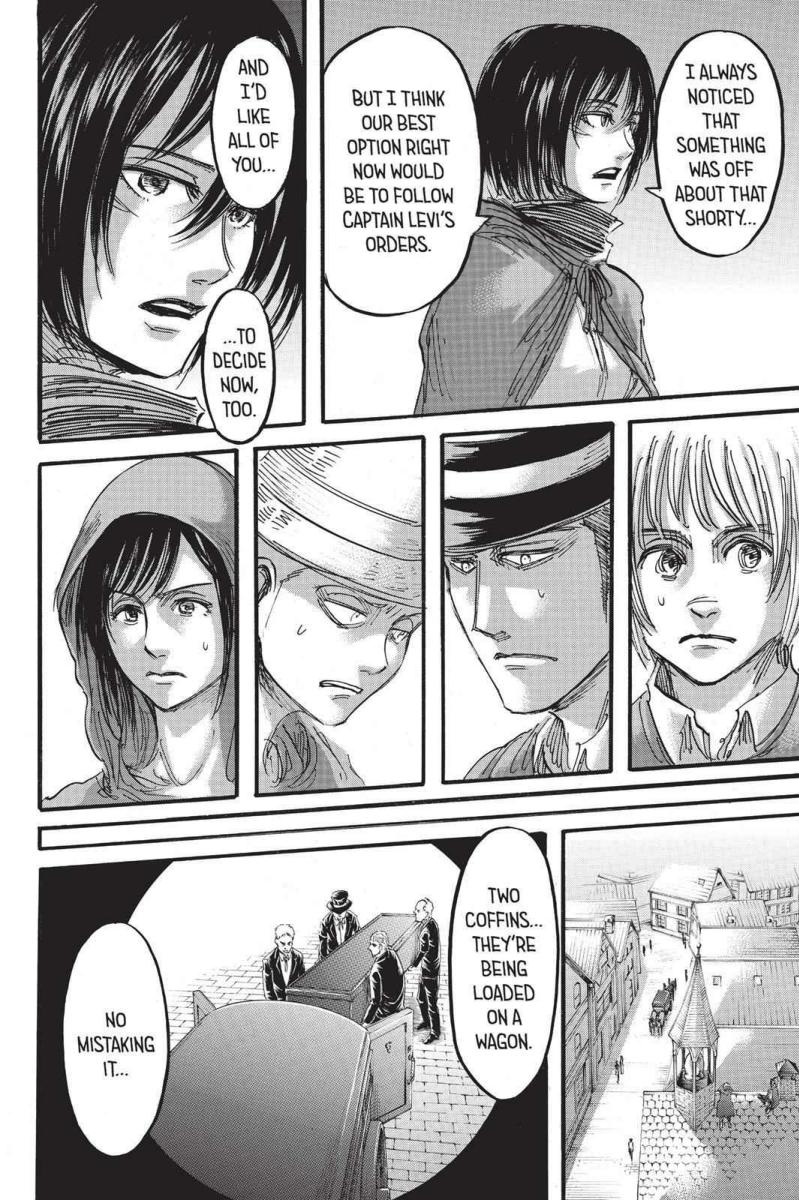 I ALWAYS
NOTICED
THAT
SOMETHING
WAS OFF
ABOUT THAT
SHORTY...
BUT I THINK
OUR BEST
OPTION RIGHT
NOW WOULD
BE TO FOLLOW
CAPTAIN LEVI'S
ORDERS.
AND
I'D
LIKE
ALL OF
YOU...
...TO
DECIDE
NOW,
TOO.
TWO
COFFINS...
THEY'RE
BEING
LOADED
ON A
WAGON.
NO
MISTAKING
IT...